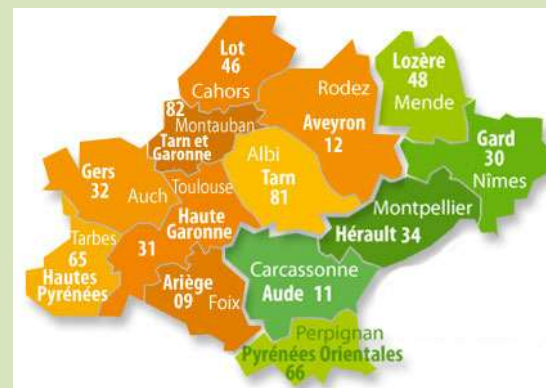 Lot
46
Cahors
82
Montauban
Tarn et
Garonne
Rodez
Aveyron
12
Lozère
48
Mende
Gard
30
Nîmes
Gers
32
Auch
Toulouse
Haute
Garonne
31
Albi
Tarn
81
Montpellier
Hérault 34
Tarbes
65
Hautes
Pyrénées
Ariège
09
Foix
Carcassonne
Aude 11
Perpignan
Pyrénées Orientales
66